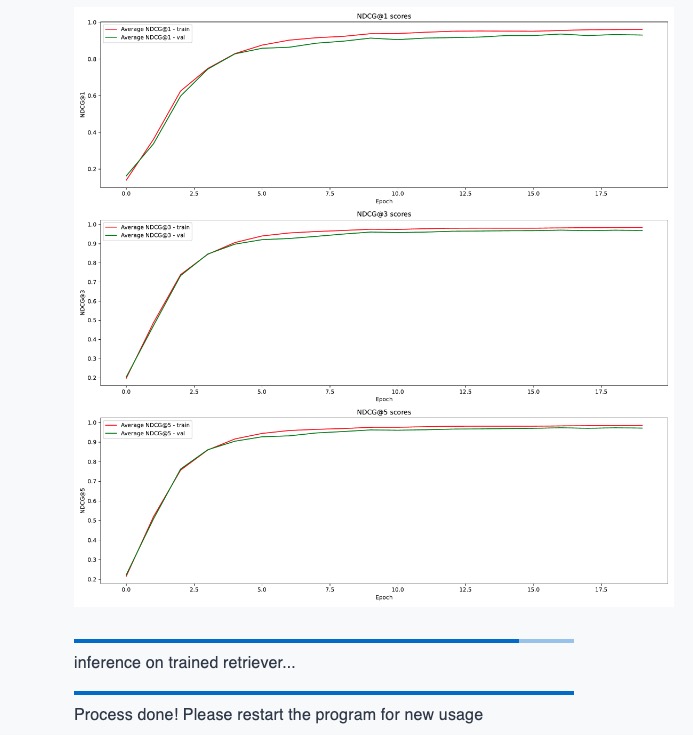 NDCG@1 scores
Average NDCG@1 - train
Average NDCG@1 - val
1.0
0.8
0.6
0.4
0.2
NDCG@1
0.0 2.5 5.0 7.5 10.0 12.5 15.0 17.5
Epoch
NDCG@3 scores
Average NDCG@3 - train
Average NDCG@3 - val
1.0
0.9
0.8
0.7
0.6
0.5
0.4
0.3
0.2
NDCG@3
0.0 2.5 5.0 7.5 10.0 12.5 15.0 17.5
Epoch
NDCG@5 scores
Average NDCG@5 - train
Average NDCG@5 - val
1.0
0.9
0.8
0.7
0.6
0.5
0.4
0.3
0.2
NDCG@5
0.0 2.5 5.0 7.5 10.0 12.5 15.0 17.5
Epoch
inference on trained retriever...
Process done! Please restart the program for new usage